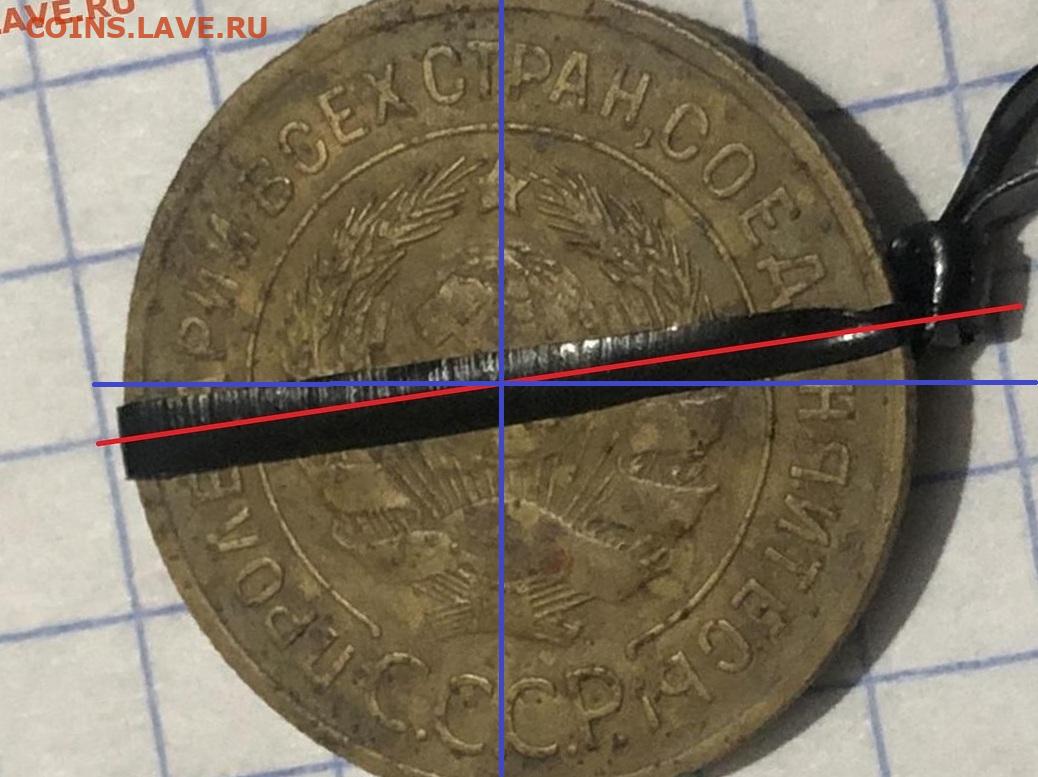 LAVE.RU
COINS.LAVE.RU
ПРОЛЕ РИИ ВСЕХ СТРАН, СОЕД НЯЙТЕСЬ
С.С.С.Р.